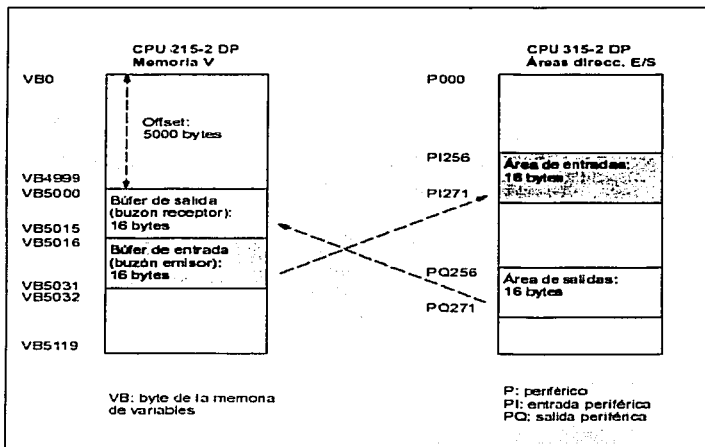 CPU 215-2 DP
Memoria V
VB0
Offset:
5000 bytes
VB4999
VB5000
Búfer de salida
(buzón receptor):
16 bytes
VB5015
VB5016
Búfer de entrada
(buzón emisor):
16 bytes
VB5031
VB5032
VB5119
VB: byte de la memoria
de variables
CPU 315-2 DP
Áreas direcc. E/S
P000
PI256
Área de entradas:
16 bytes
PI271
PQ256
Área de salidas:
16 bytes
PQ271
P: periférico
PI: entrada periférica
PQ: salida periférica